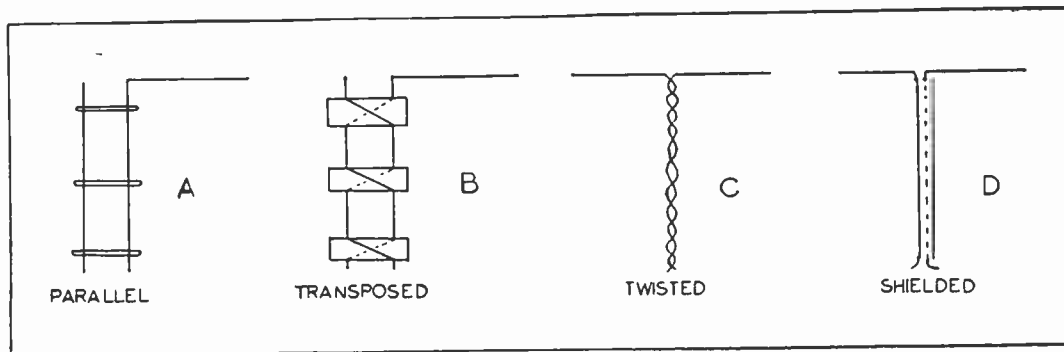 A
B
C
D
PARALLEL
TRANSPOSED
TWISTED
SHIELDED